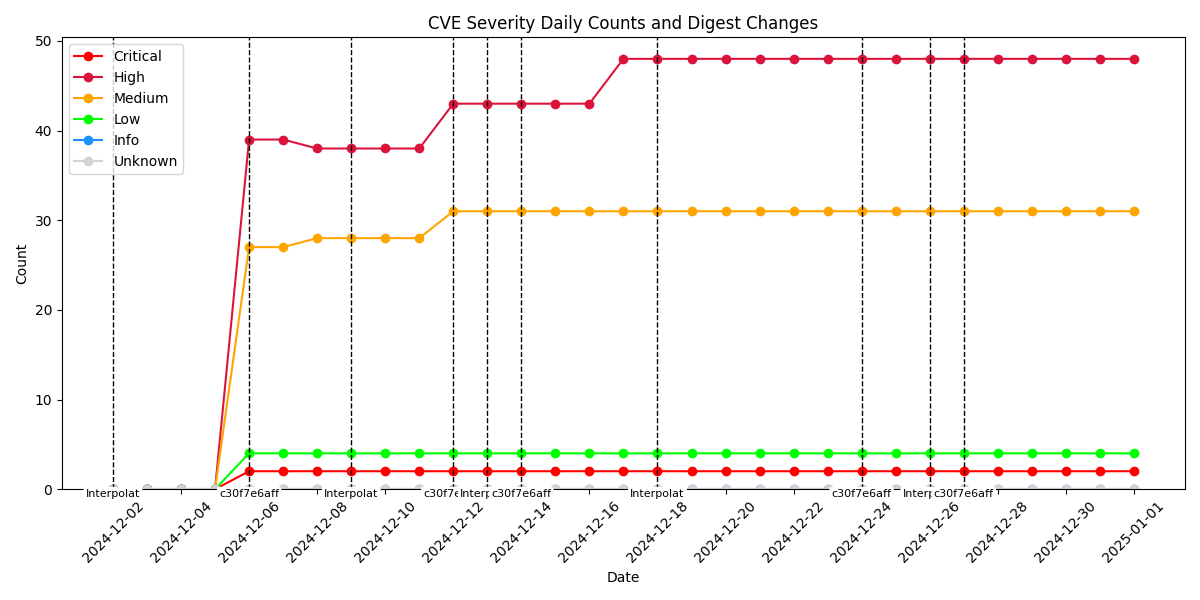 CVE Severity Daily Counts and Digest Changes
Critical
High
Medium
Low
Info
Unknown
50
40
30
20
10
0
Count
Interpolat
c30f7e6aff
Interpolat
c30f7e
Interp
c30f7e6aff
Interpolat
c30f7e6aff
Interp
c30f7e6aff
2024-12-02
2024-12-04
2024-12-06
2024-12-08
2024-12-10
2024-12-12
2024-12-14
2024-12-16
2024-12-18
2024-12-20
2024-12-22
2024-12-24
2024-12-26
2024-12-28
2024-12-30
2025-01-01
Date